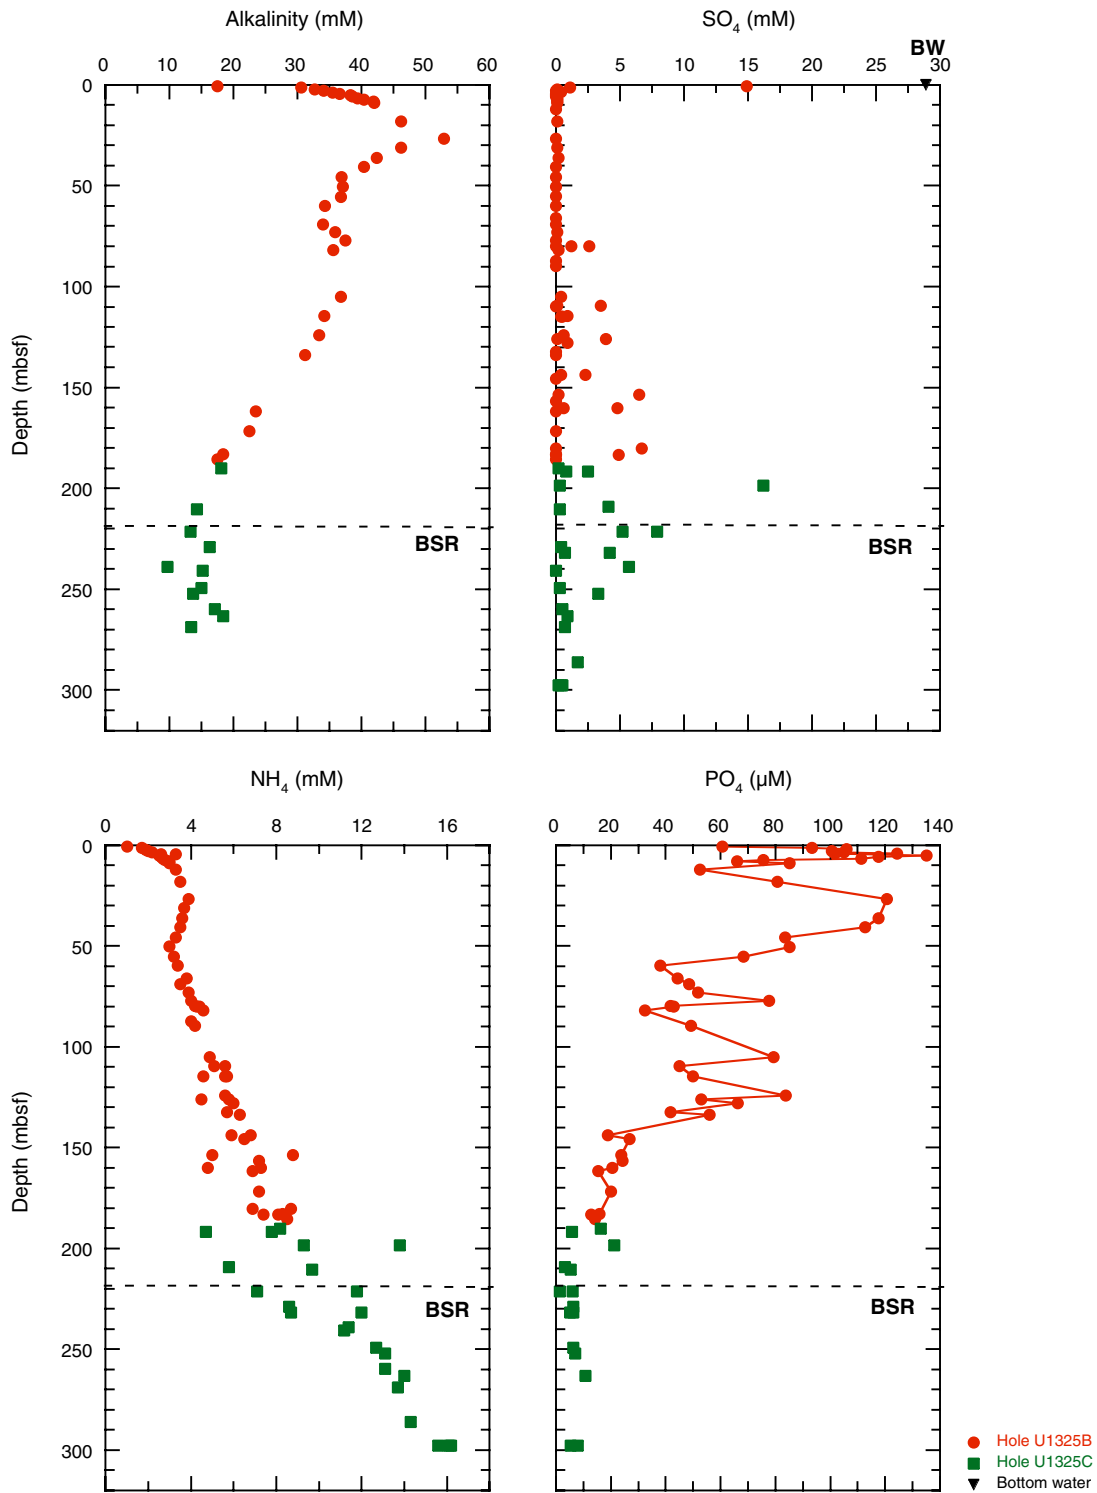 Alkalinity (mM)
0 10 20 30 40 50 60
0
50
100
150
200
250
300
Depth (mbsf)
BSR
SO4 (mM)
BW
0 5 10 15 20 25 30
BSR
NH4 (mM)
0 4 8 12 16
0
50
100
150
200
250
300
Depth (mbsf)
BSR
PO4 (µM)
0 20 40 60 80 100 120 140
BSR
Hole U1325B
Hole U1325C
Bottom water